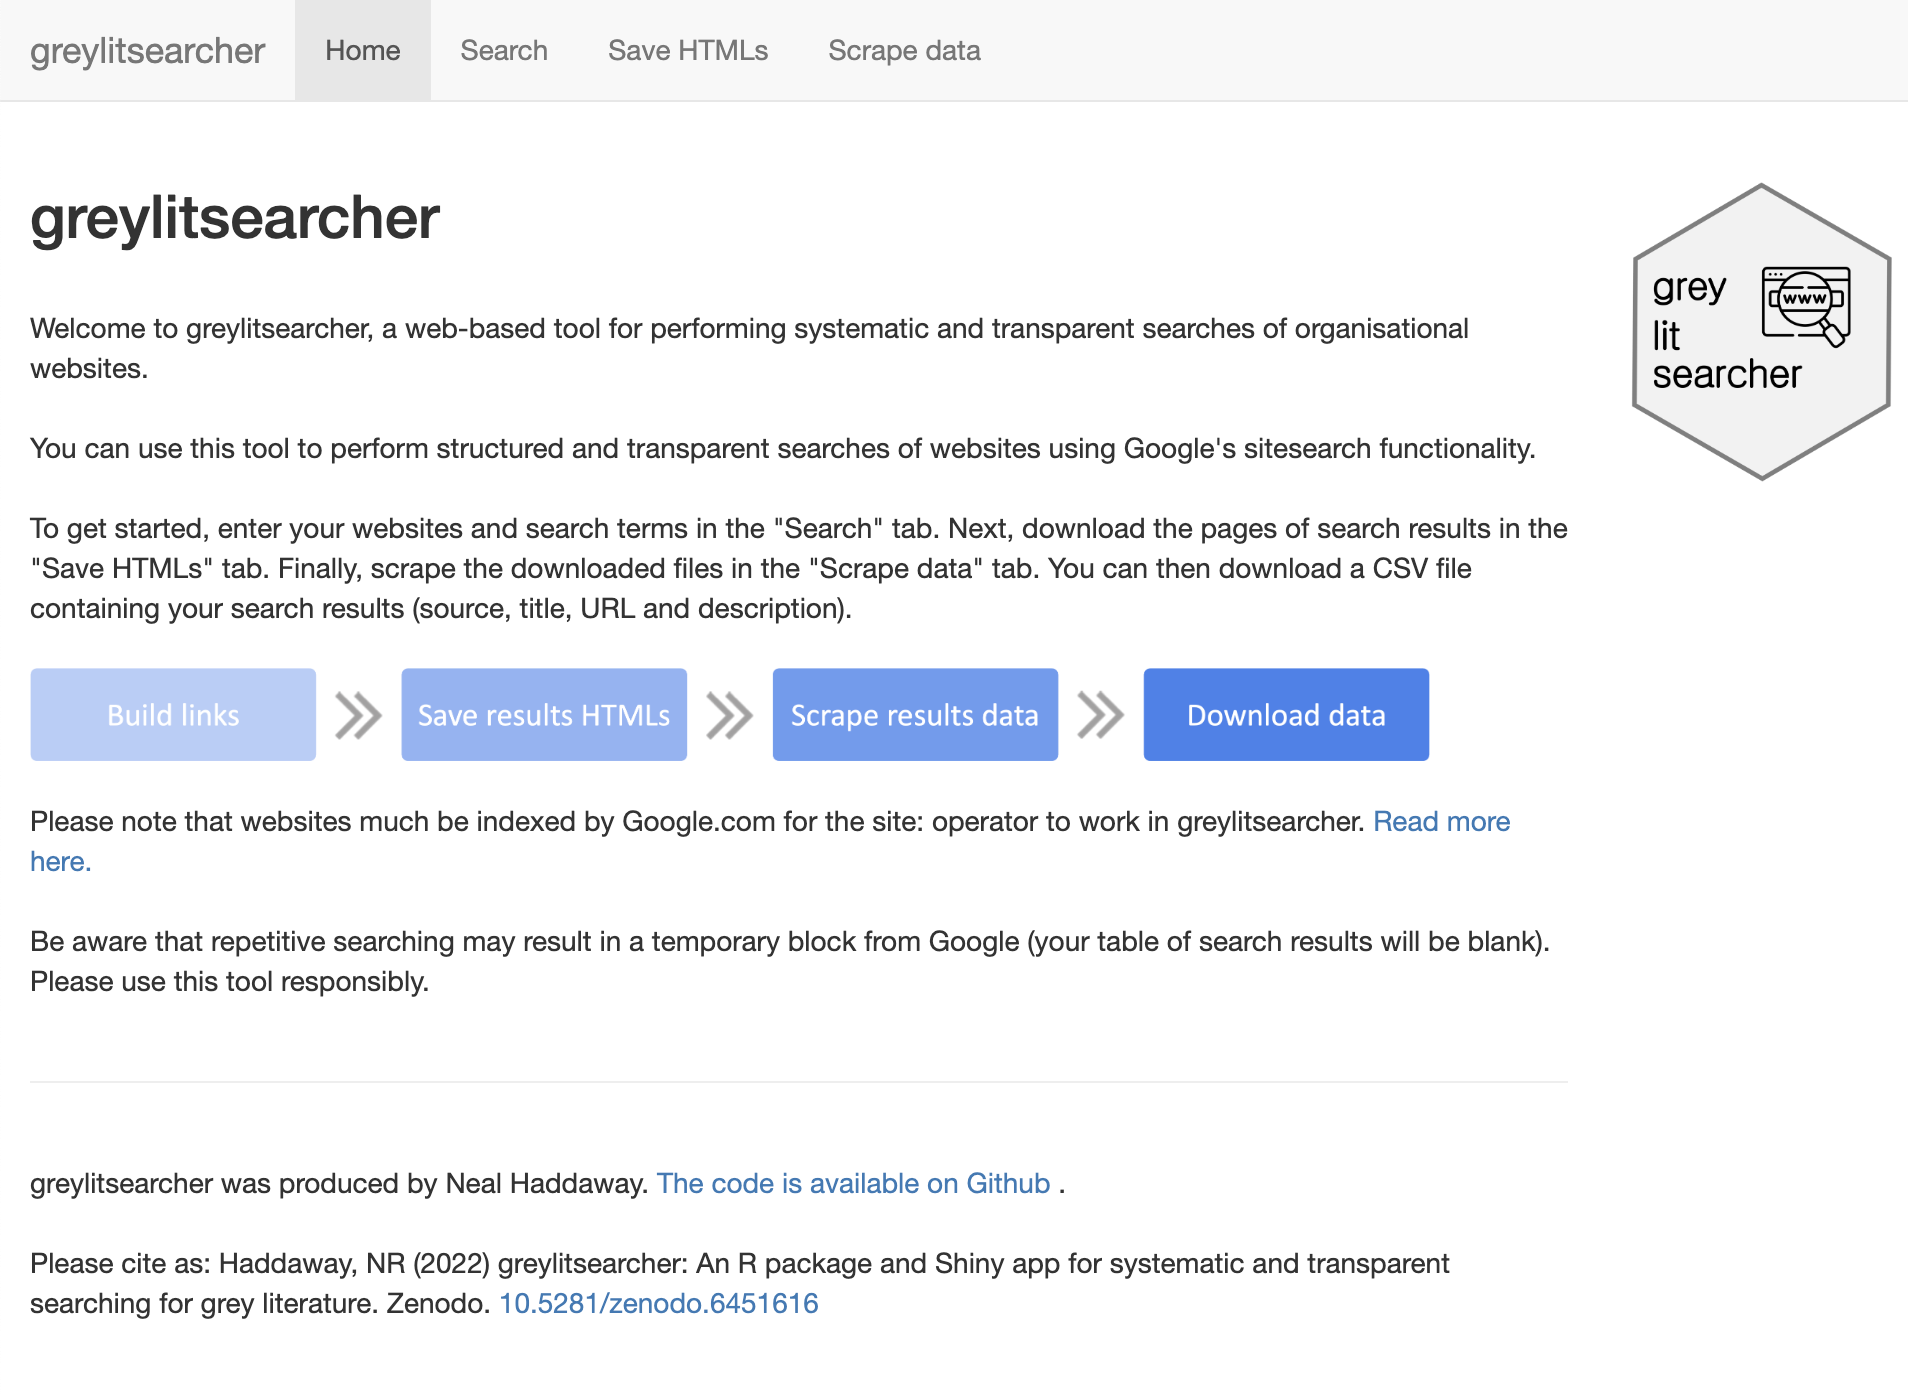 greylitsearcher Home Search Save HTMLs Scrape data
greylitsearcher
grey
lit
searcher
www
Welcome to greylitsearcher, a web-based tool for performing systematic and transparent searches of organisational
websites.
You can use this tool to perform structured and transparent searches of websites using Google's sitesearch functionality.
To get started, enter your websites and search terms in the "Search" tab. Next, download the pages of search results in the
"Save HTMLs" tab. Finally, scrape the downloaded files in the "Scrape data" tab. You can then download a CSV file
containing your search results (source, title, URL and description).
Build links Save results HTMLs Scrape results data Download data
Please note that websites much be indexed by Google.com for the site: operator to work in greylitsearcher. Read more
here.
Be aware that repetitive searching may result in a temporary block from Google (your table of search results will be blank).
Please use this tool responsibly.
greylitsearcher was produced by Neal Haddaway. The code is available on Github .
Please cite as: Haddaway, NR (2022) greylitsearcher: An R package and Shiny app for systematic and transparent
searching for grey literature. Zenodo. 10.5281/zenodo.6451616